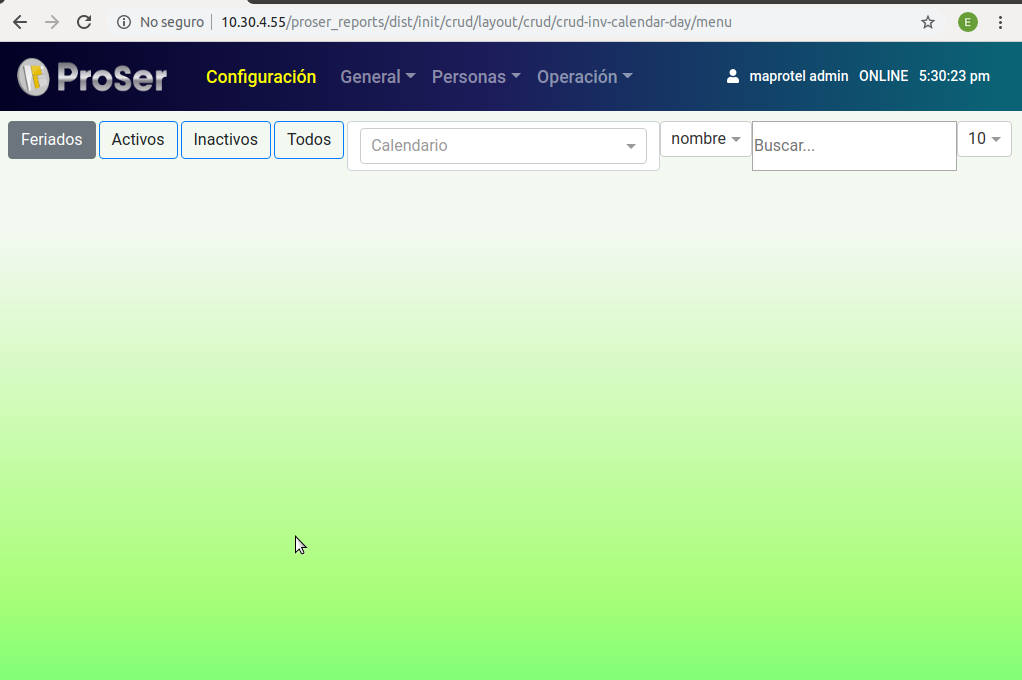 No seguro 10.30.4.55/proser_reports/dist/init/crud/layout/crud/crud-inv-calendar-day/menu E
ProSer Configuración General Personas Operación maprotel admin ONLINE 5:30:23 pm
Feriados Activos Inactivos Todos Calendario nombre Buscar... 10